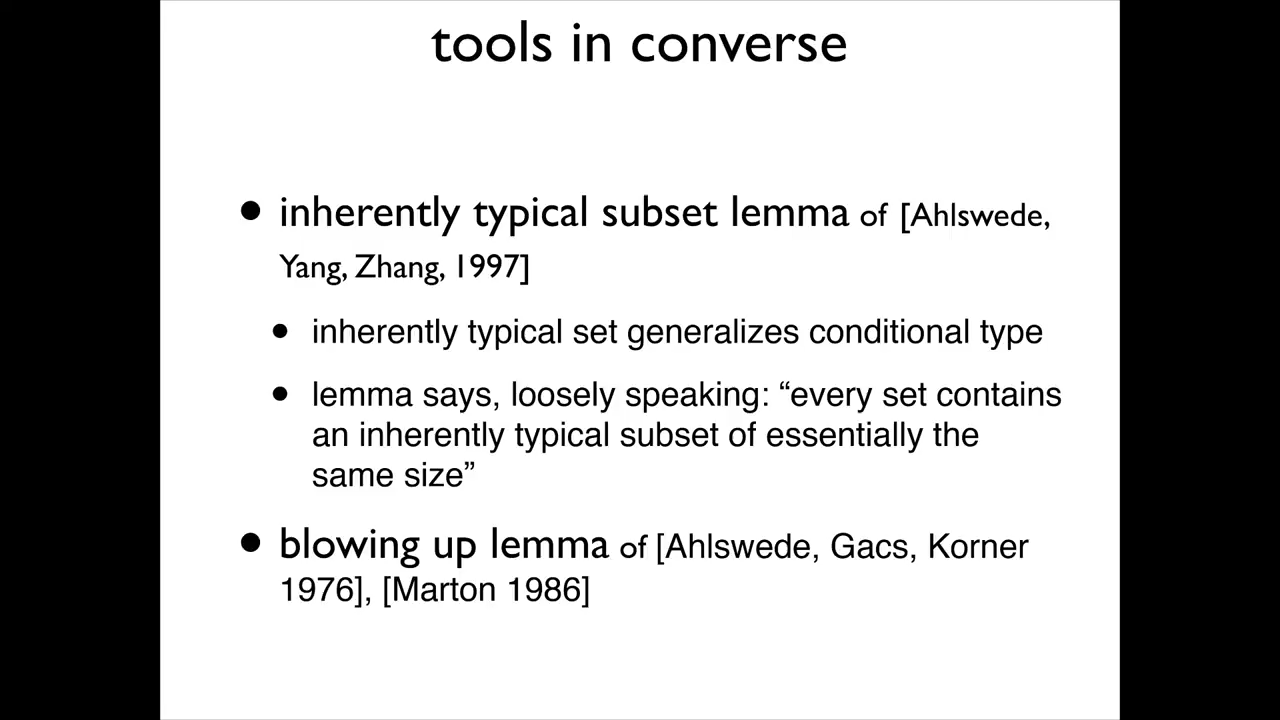 tools in converse
• inherently typical subset lemma of [Ahlswede,
Yang, Zhang, 1997]
• inherently typical set generalizes conditional type
• lemma says, loosely speaking: “every set contains
an inherently typical subset of essentially the
same size”
• blowing up lemma of [Ahlswede, Gacs, Korner
1976], [Marton 1986]